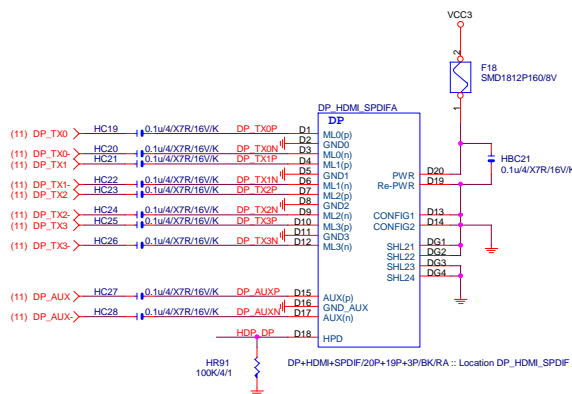 VCC3
2
F18
SMD1812P160/8V
1
DP_HDMI_SPDIFA
DP
(11) DP_TX0 HC19 0.1u/4/X7R/16V/K DP_TX0P D1 ML0(p)
D2 GND0
(11) DP_TX0- HC20 0.1u/4/X7R/16V/K DP_TX0N D3 ML0(n)
(11) DP_TX1 HC21 0.1u/4/X7R/16V/K DP_TX1P D4 ML1(p)
D5 GND1
(11) DP_TX1- HC22 0.1u/4/X7R/16V/K DP_TX1N D6 ML1(n)
(11) DP_TX2 HC23 0.1u/4/X7R/16V/K DP_TX2P D7 ML2(p)
D8 GND2
(11) DP_TX2- HC24 0.1u/4/X7R/16V/K DP_TX2N D9 ML2(n)
(11) DP_TX3 HC25 0.1u/4/X7R/16V/K DP_TX3P D10 ML3(p)
D11 GND3
(11) DP_TX3- HC26 0.1u/4/X7R/16V/K DP_TX3N D12 ML3(n)
(11) DP_AUX HC27 0.1u/4/X7R/16V/K DP_AUXP D15 AUX(p)
D16 GND_AUX
(11) DP_AUX- HC28 0.1u/4/X7R/16V/K DP_AUXN D17 AUX(n)
HDP_DP D18 HPD
PWR D20
Re-PWR D19
HBC21
0.1u/4/X7R/16V/K
CONFIG1 D13
CONFIG2 D14
SHL21 DG1
SHL22 DG2
SHL23 DG3
SHL24 DG4
HR91
100K/4/1
DP+HDMI+SPDIF/20P+19P+3P/BK/RA :: Location DP_HDMI_SPDIF